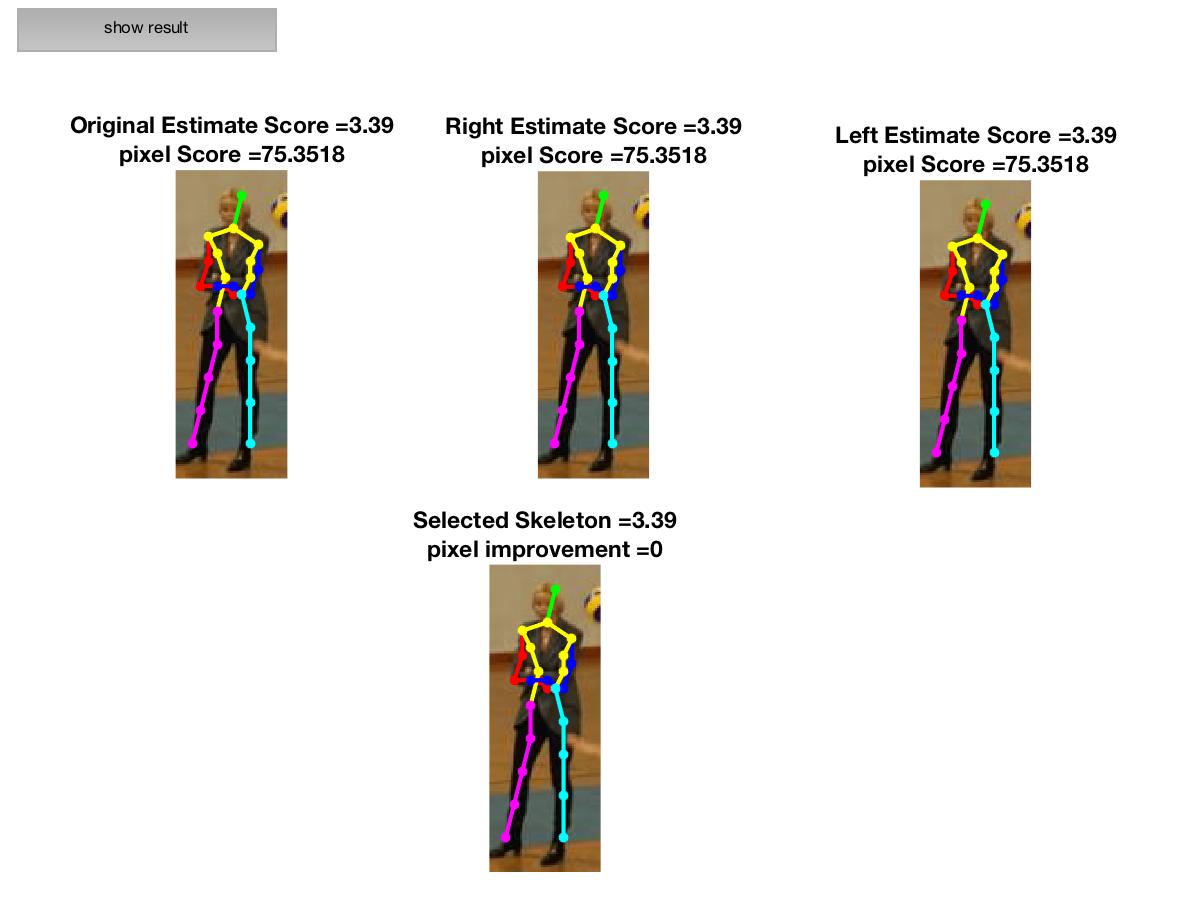 show result
Original Estimate Score =3.39
pixel Score =75.3518
Right Estimate Score =3.39
pixel Score =75.3518
Left Estimate Score =3.39
pixel Score =75.3518
Selected Skeleton =3.39
pixel improvement =0